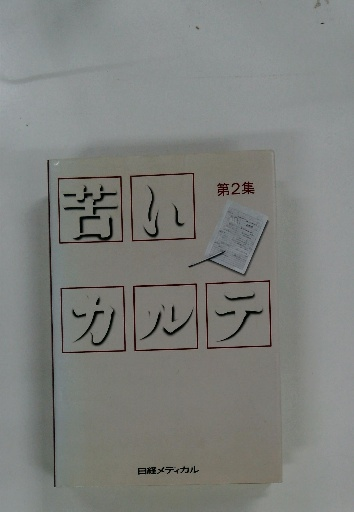 苦い
第2集
カルテ
日経メディカル